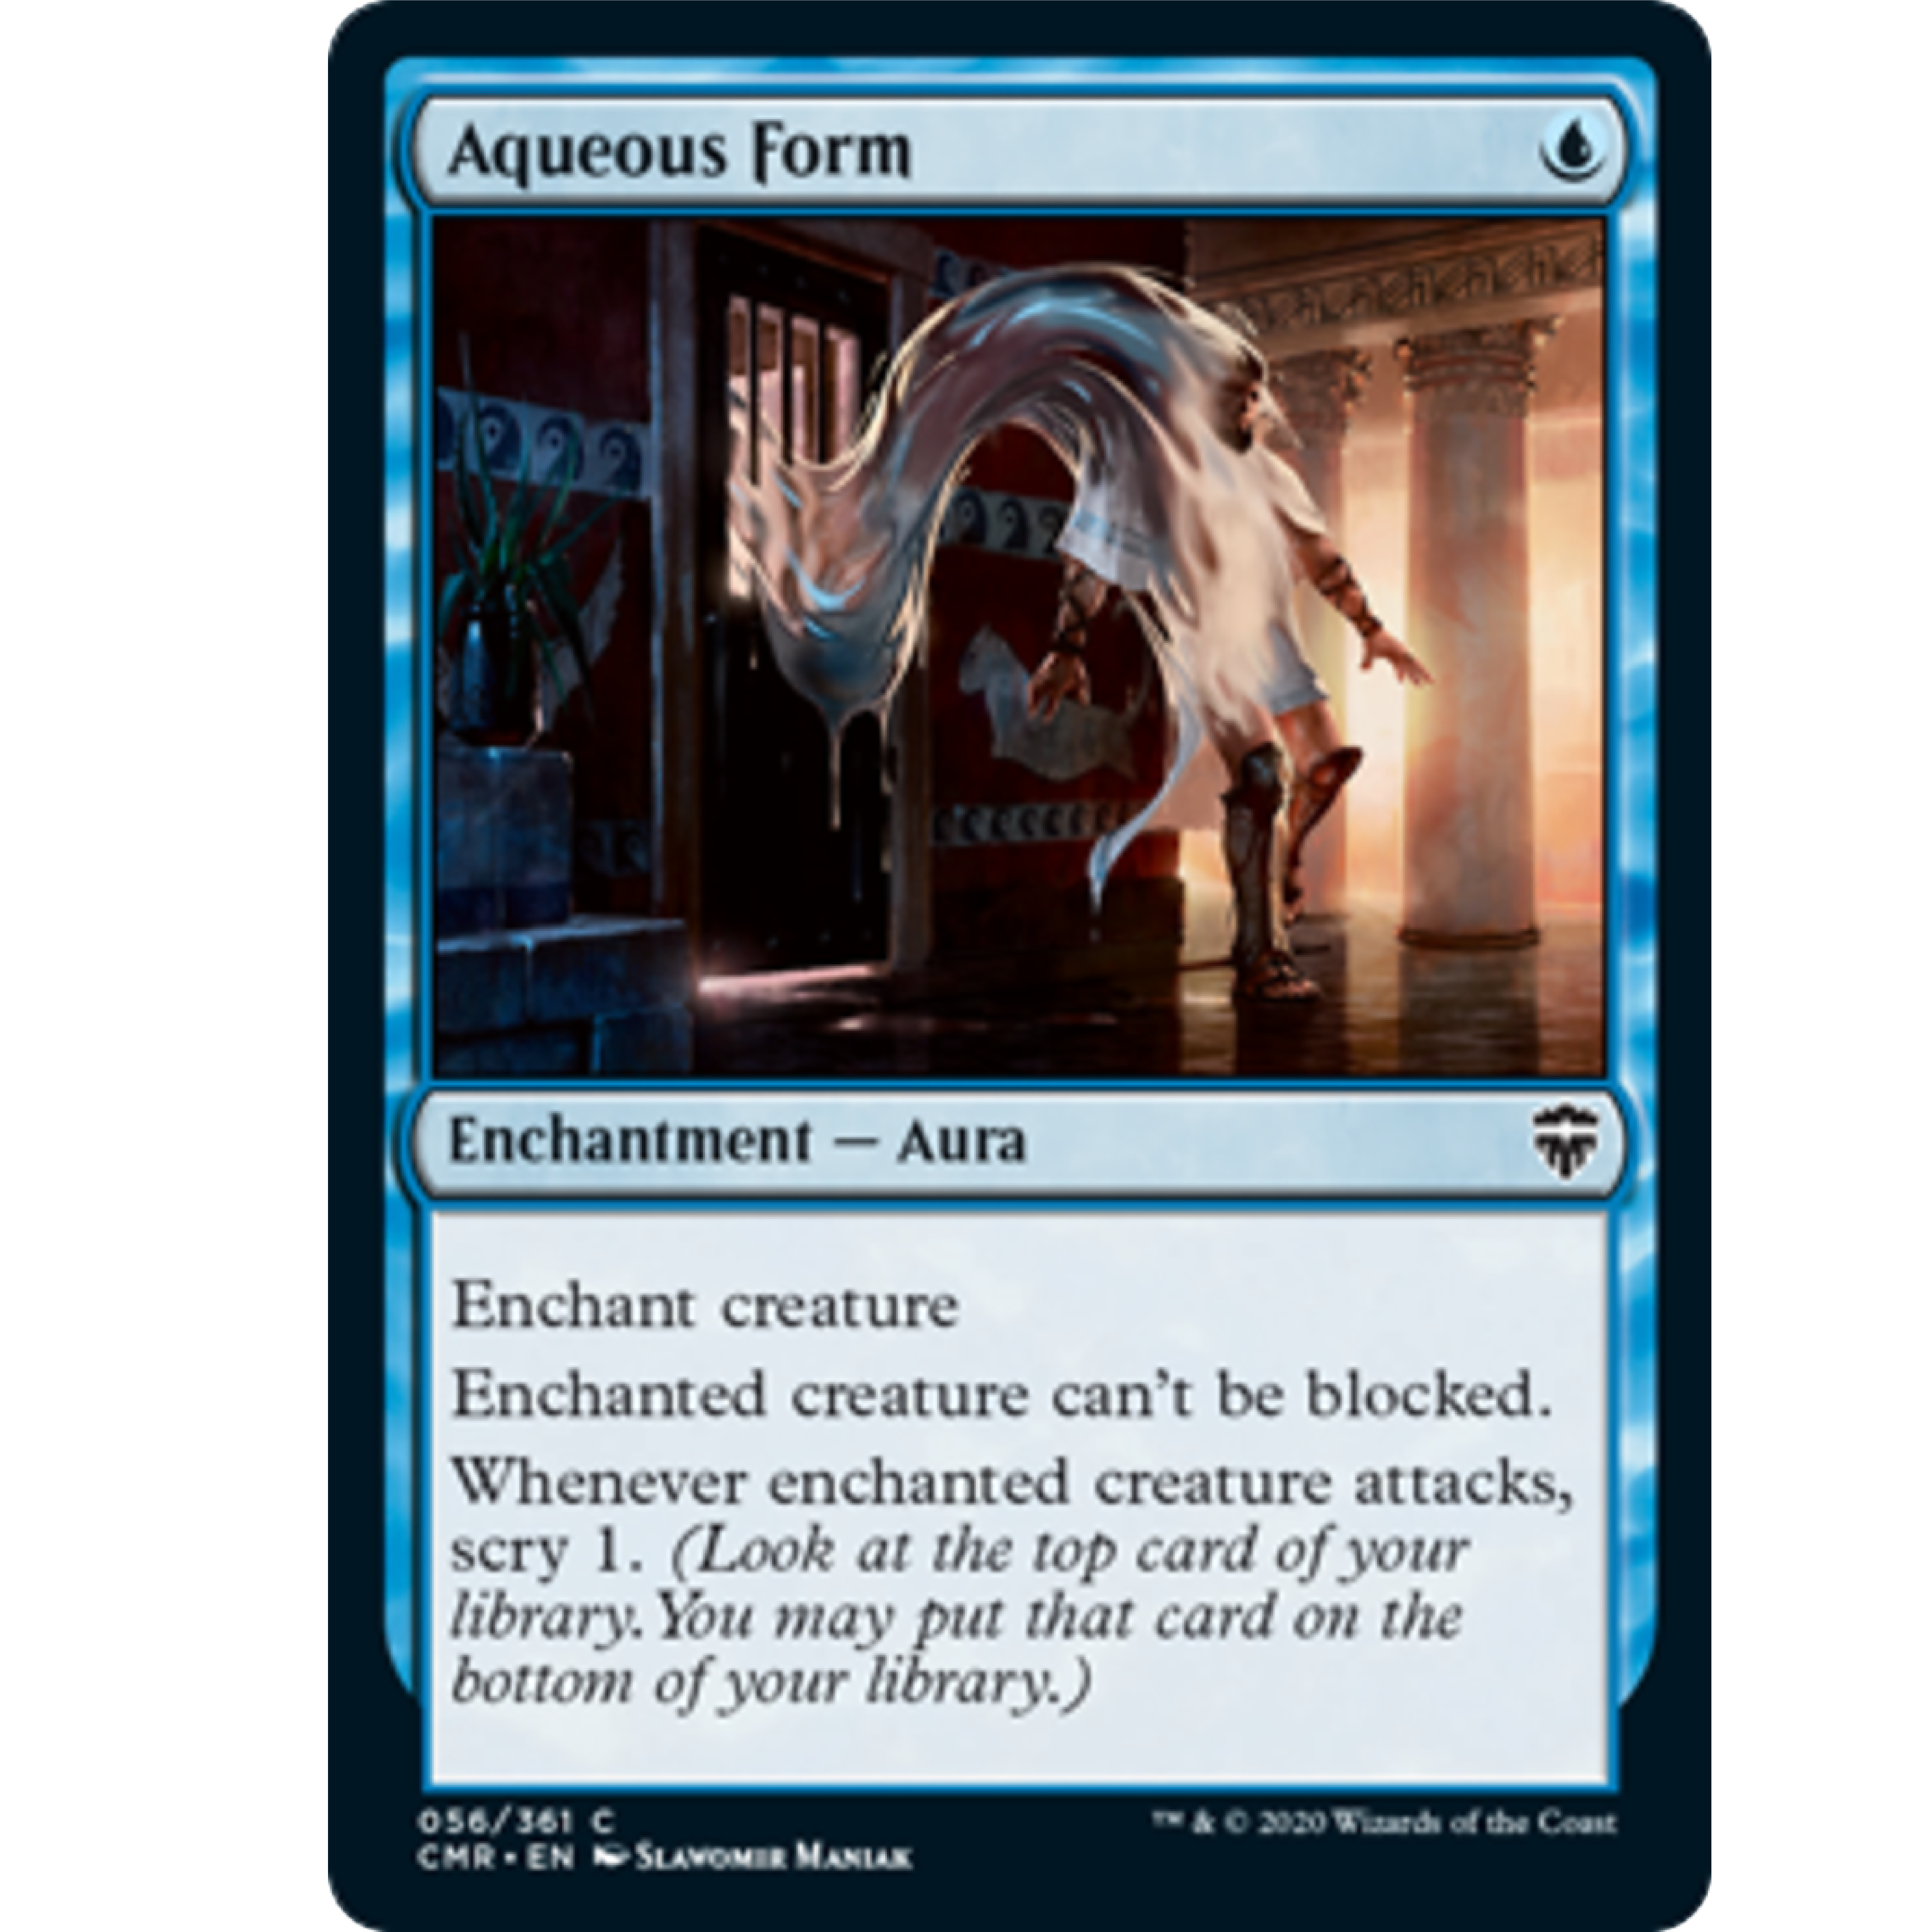 Aqueous Form
Enchantment — Aura
Enchant creature
Enchanted creature can't be blocked.
Whenever enchanted creature attacks,
scry 1. (Look at the top card of your
library. You may put that card on the
bottom of your library.)
056/361 C
™ & © 2020 Wizards of the Coast
CMR • EN Slawomir Maniak